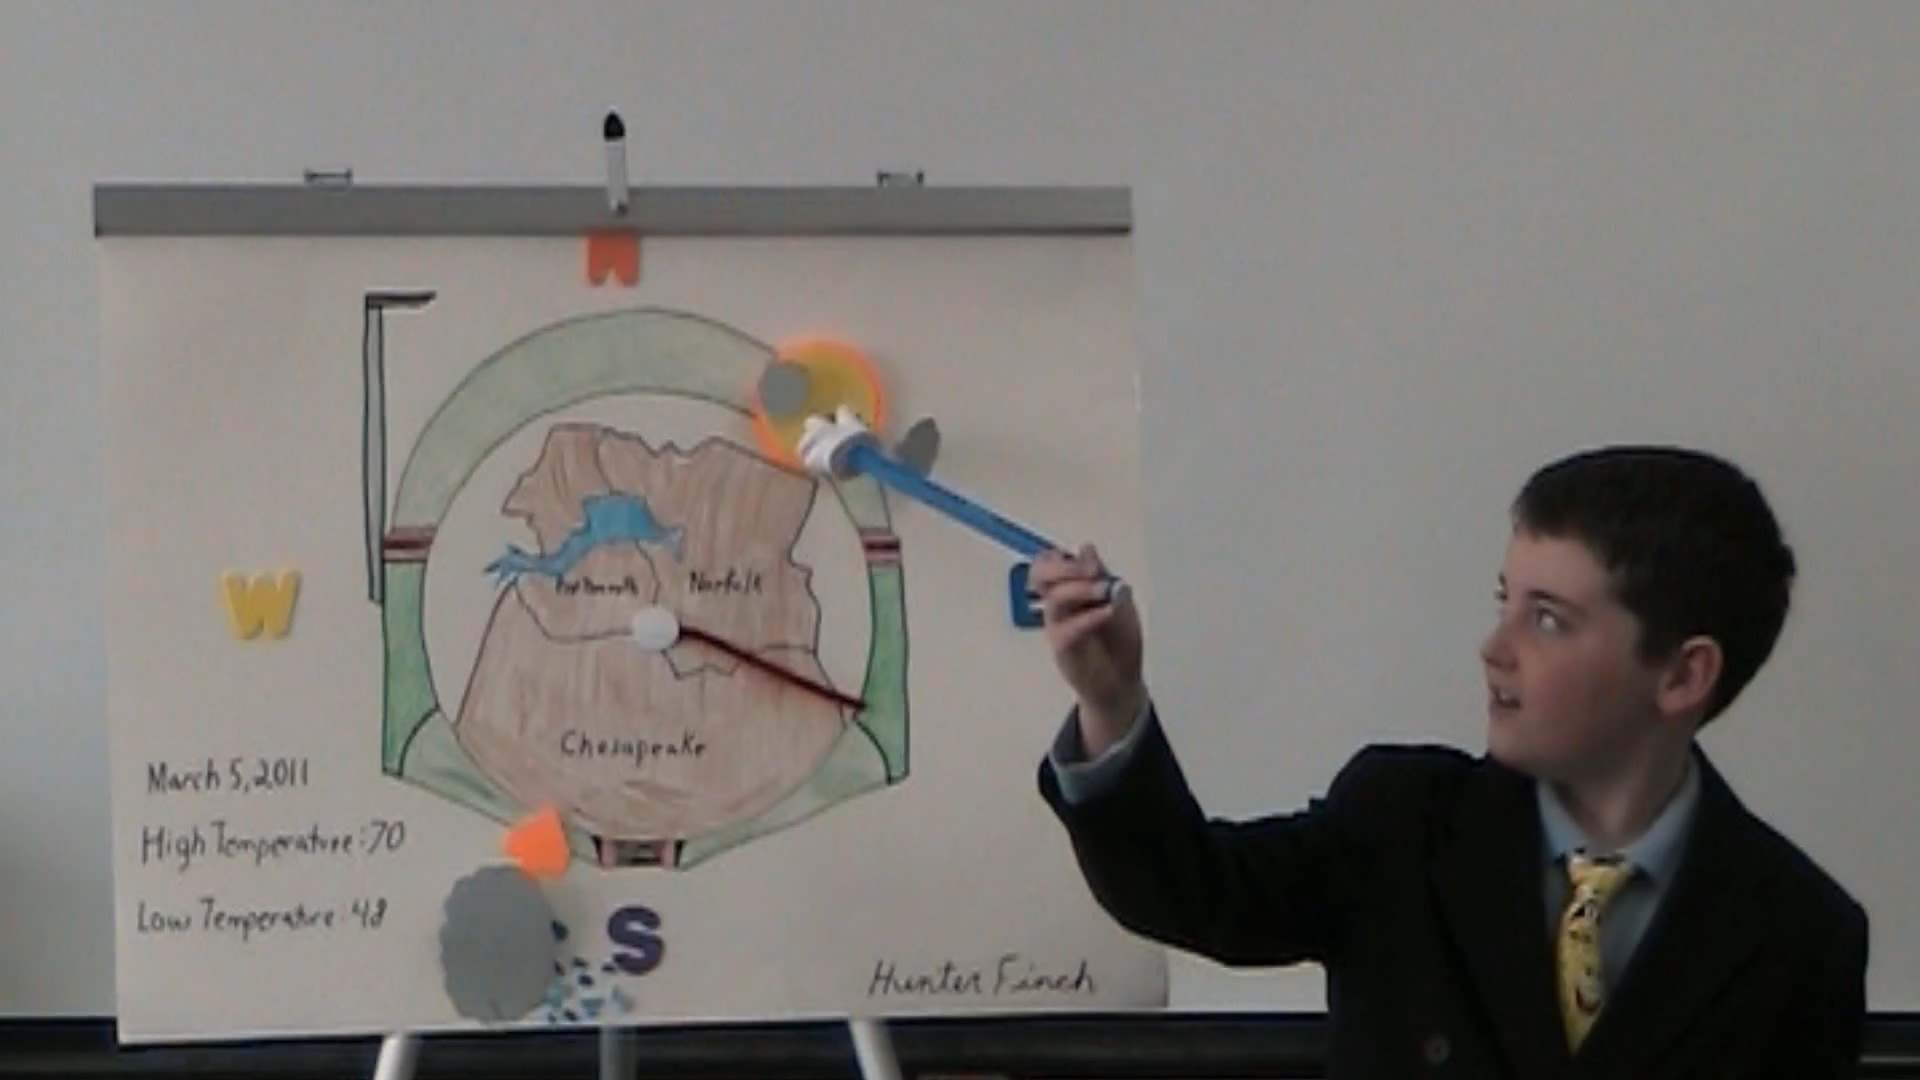 N
W
E
Portsmouth
Norfolk
Chesapeake
March 5, 2011
High Temperature: 70
Low Temperature: 48
S
Hunter Finch